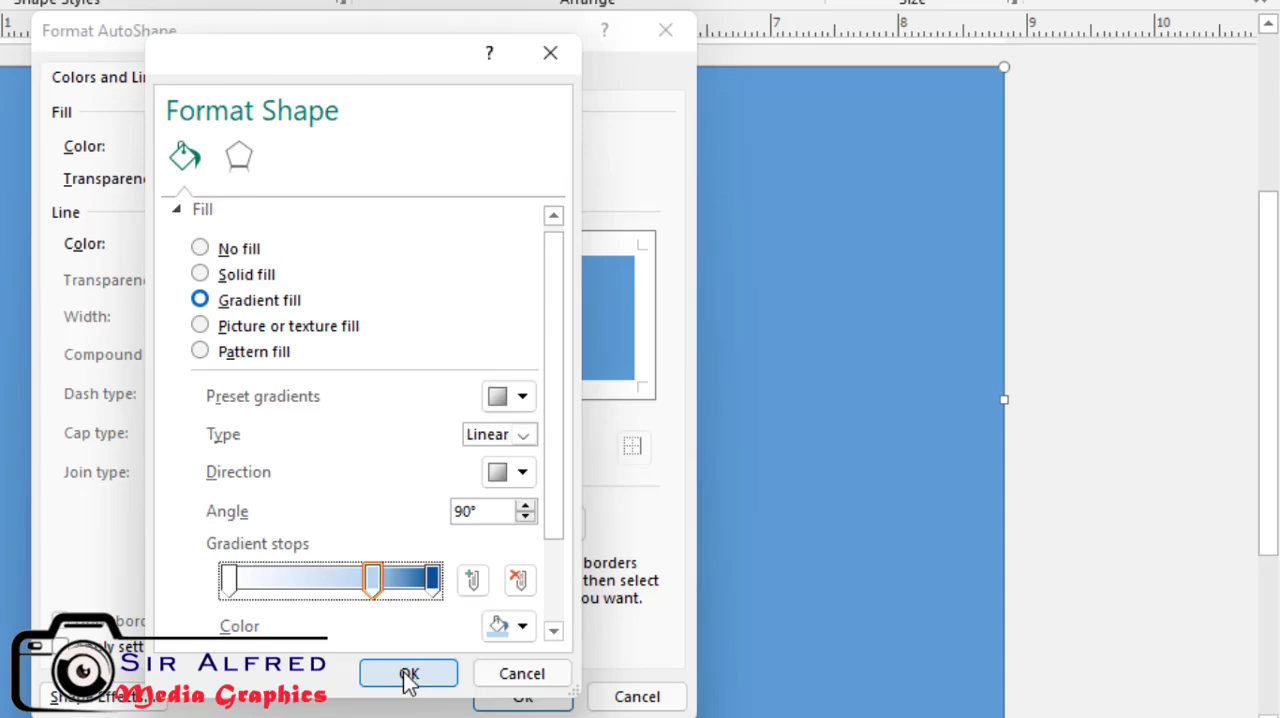 Shape Styles
Arrange
Size
1
7
8
9
10
Format AutoShape
?
?
Format Shape
Colors and Li
Fill
Color:
Transparen
Line
Color:
Transparen
Width:
Compound
Dash type:
Cap type:
Join type:
Fill
No fill
Solid fill
Gradient fill
Picture or texture fill
Pattern fill
Preset gradients
Type
Linear
Direction
Angle
90°
Gradient stops
Color
OK
Cancel
borders
then select
ou want.
Sir Alfred
Media Graphics
OK
Cancel